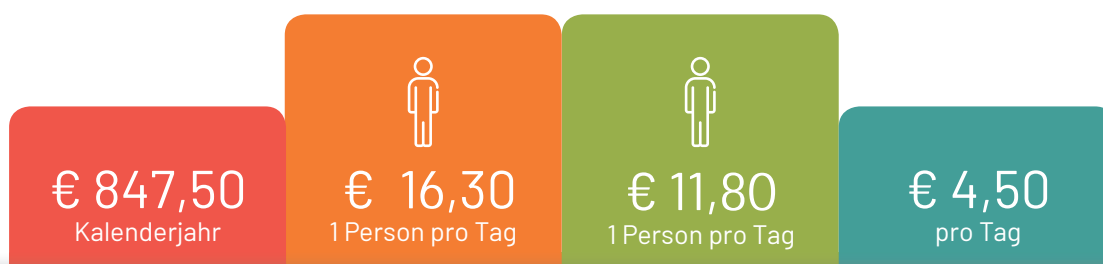 € 847,50
Kalenderjahr
€ 16,30
1 Person pro Tag
€ 11,80
1 Person pro Tag
€ 4,50
pro Tag